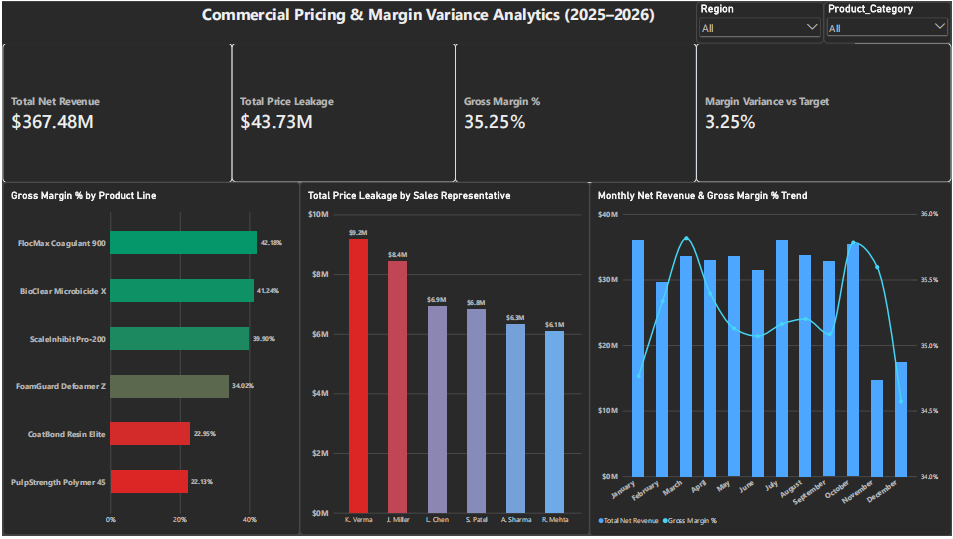 Commercial Pricing & Margin Variance Analytics (2025–2026)
Region
All
Product_Category
All
Total Net Revenue
$367.48M
Total Price Leakage
$43.73M
Gross Margin %
35.25%
Margin Variance vs Target
3.25%
Gross Margin % by Product Line
FlocMax Coagulant 900
42.18%
BioClear Microbicide X
41.24%
ScaleInhibit Pro-200
39.90%
FoamGuard Defoamer Z
34.02%
CoatBond Resin Elite
22.95%
PulpStrength Polymer 45
22.13%
0%
20%
40%
Total Price Leakage by Sales Representative
$10M
$8M
$6M
$4M
$2M
$0M
$9.2M
$8.4M
$6.9M
$6.8M
$6.3M
$6.1M
K. Verma
J. Miller
L. Chen
S. Patel
A. Sharma
R. Mehta
Monthly Net Revenue & Gross Margin % Trend
$40M
$30M
$20M
$10M
$0M
36.0%
35.5%
35.0%
34.5%
34.0%
January
February
March
April
May
June
July
August
September
October
November
December
Total Net Revenue
Gross Margin %